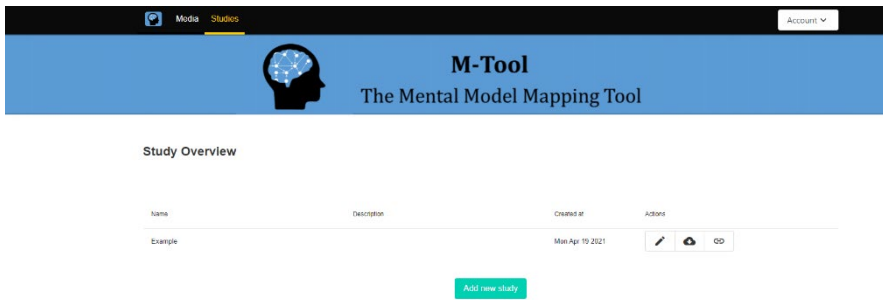 Media Studies Account
M-Tool
The Mental Model Mapping Tool
Study Overview
Name Description Created at Actions
Example Mon Apr 19 2021
Add new study